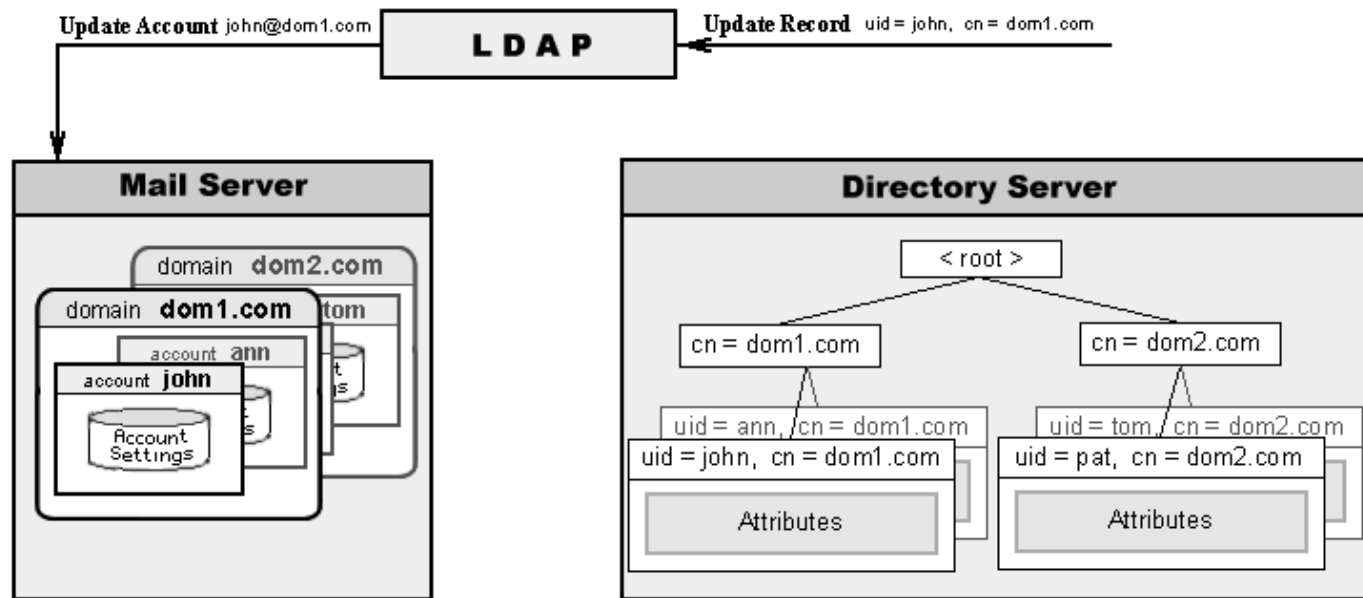 Update Account john@dom1.com
L D A P
Update Record uid = john, cn = dom1.com
Mail Server
domain dom2.com
tom
domain dom1.com
account ann
account john
Account
Settings
Directory Server
< root >
cn = dom1.com
cn = dom2.com
uid = ann, cn = dom1.com
uid = john, cn = dom1.com
Attributes
uid = tom, cn = dom2.com
uid = pat, cn = dom2.com
Attributes